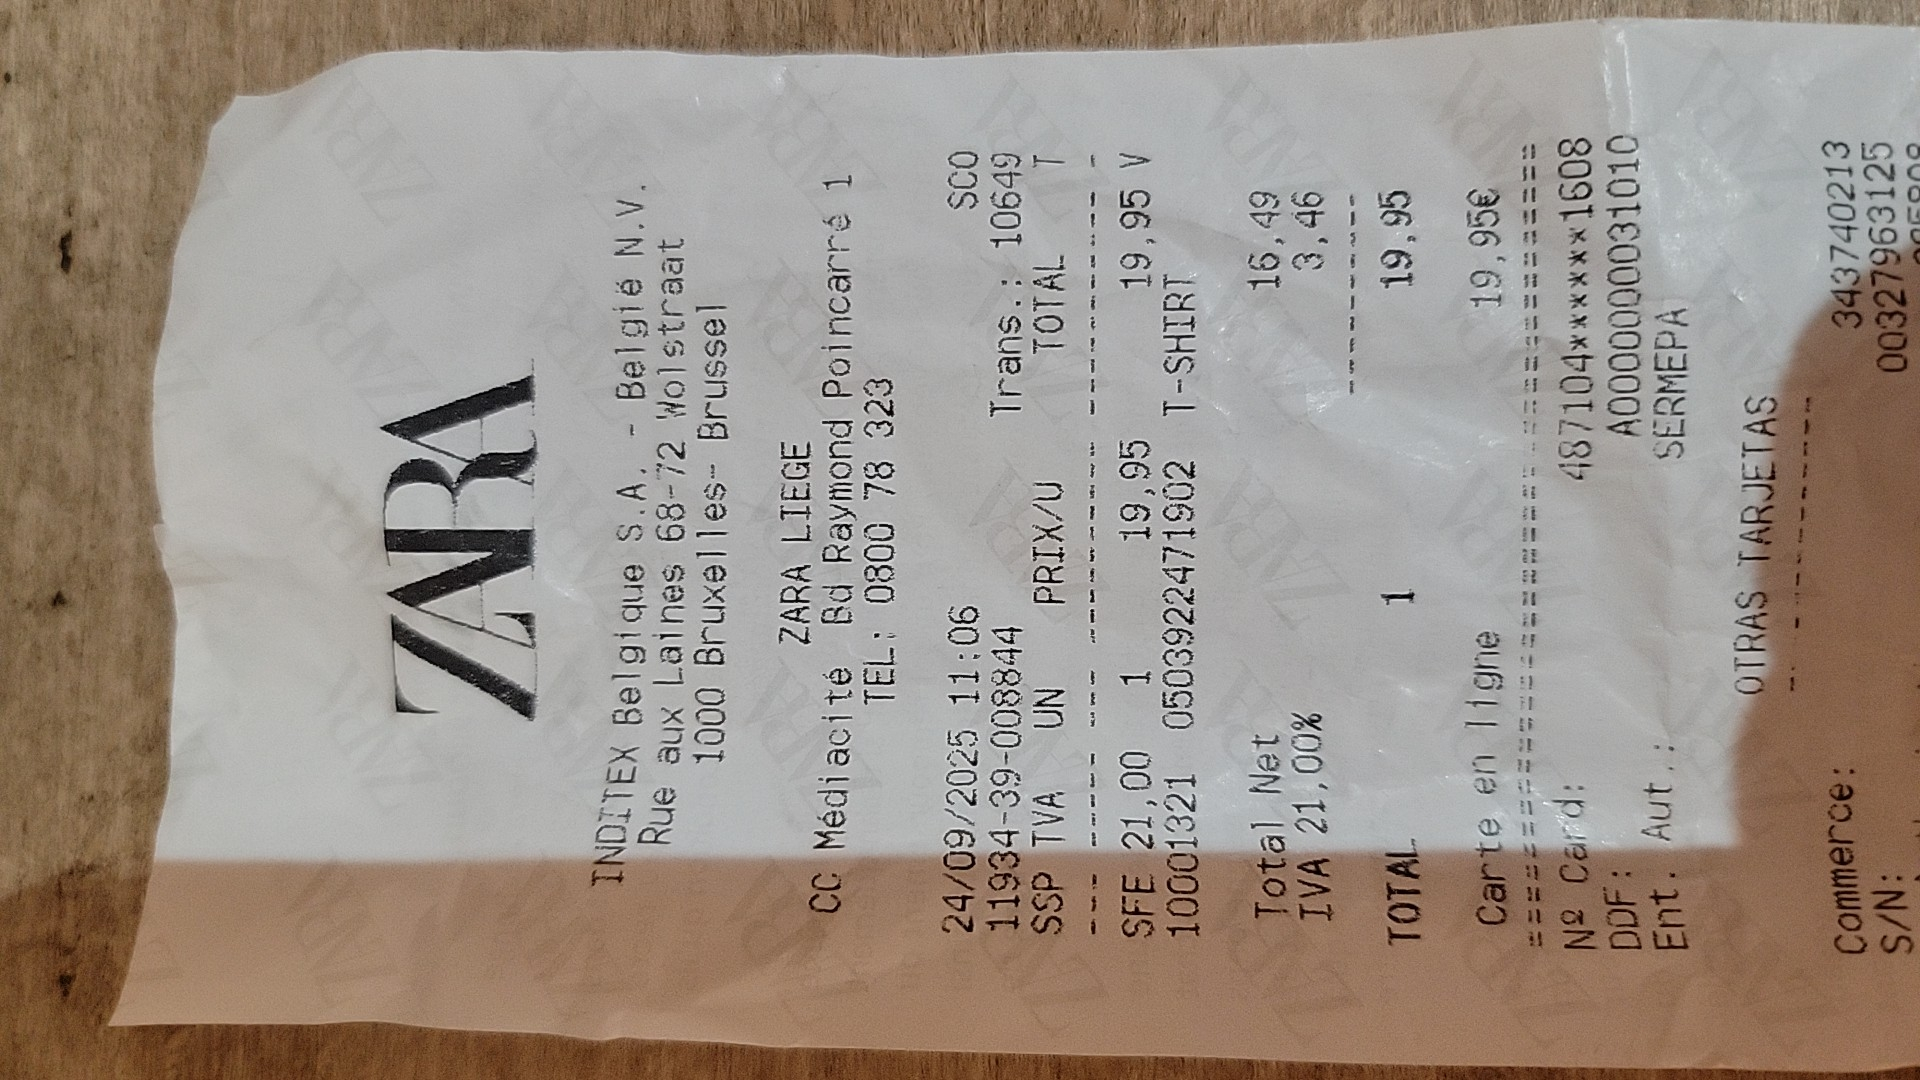 ZARA
INDITEX Belgique S.A. - België N.V.
Rue aux Laines 68-72 Wolstraat
1000 Bruxelles- Brussel
ZARA LIEGE
CC Médiacité Bd Raymond Poincarré 1
TEL: 0800 78 323
24/09/2025 11:06 SCO
11934-39-008844 Trans.: 10649
SSP TVA UN PRIX/U TOTAL T
SFE 21,00 1 19,95 19,95 V
10001321 05039224719​02 T-SHIRT
Total Net 16,49
IVA 21,00% 3,46
TOTAL 1 19,95
Carte en ligne 19,95€
Nº Card: 487104******1608
DDF: A0000000031010
Ent. Aut.: SERMEPA
OTRAS TARJETAS
Commerce: 343740213
S/N: 00327963125